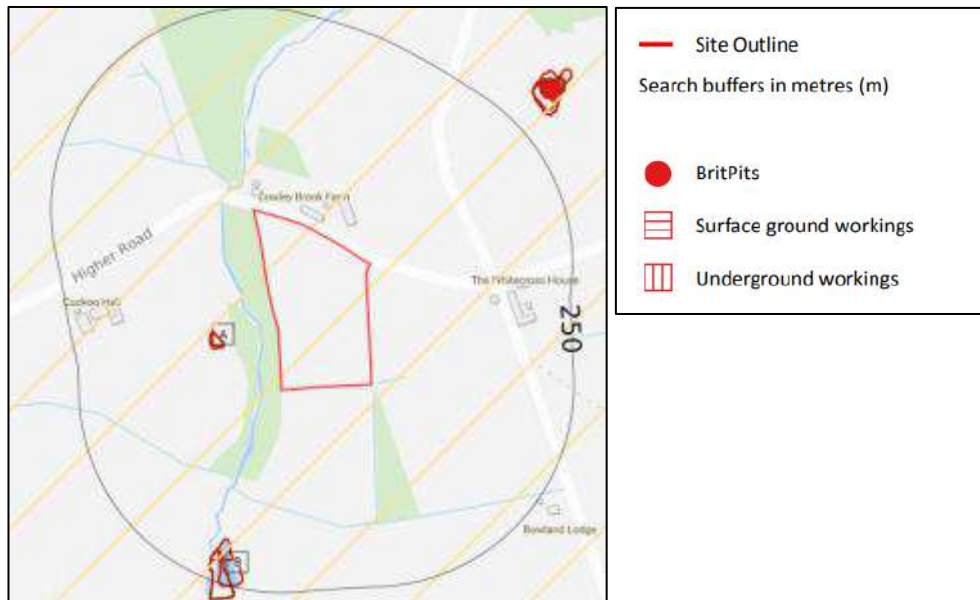 Cowley Brook Farm
Higher Road
The Whitecross House
Cuckoo Hall
250
A
B
Bowland Lodge
Site Outline
Search buffers in metres (m)
BritPits
Surface ground workings
Underground workings